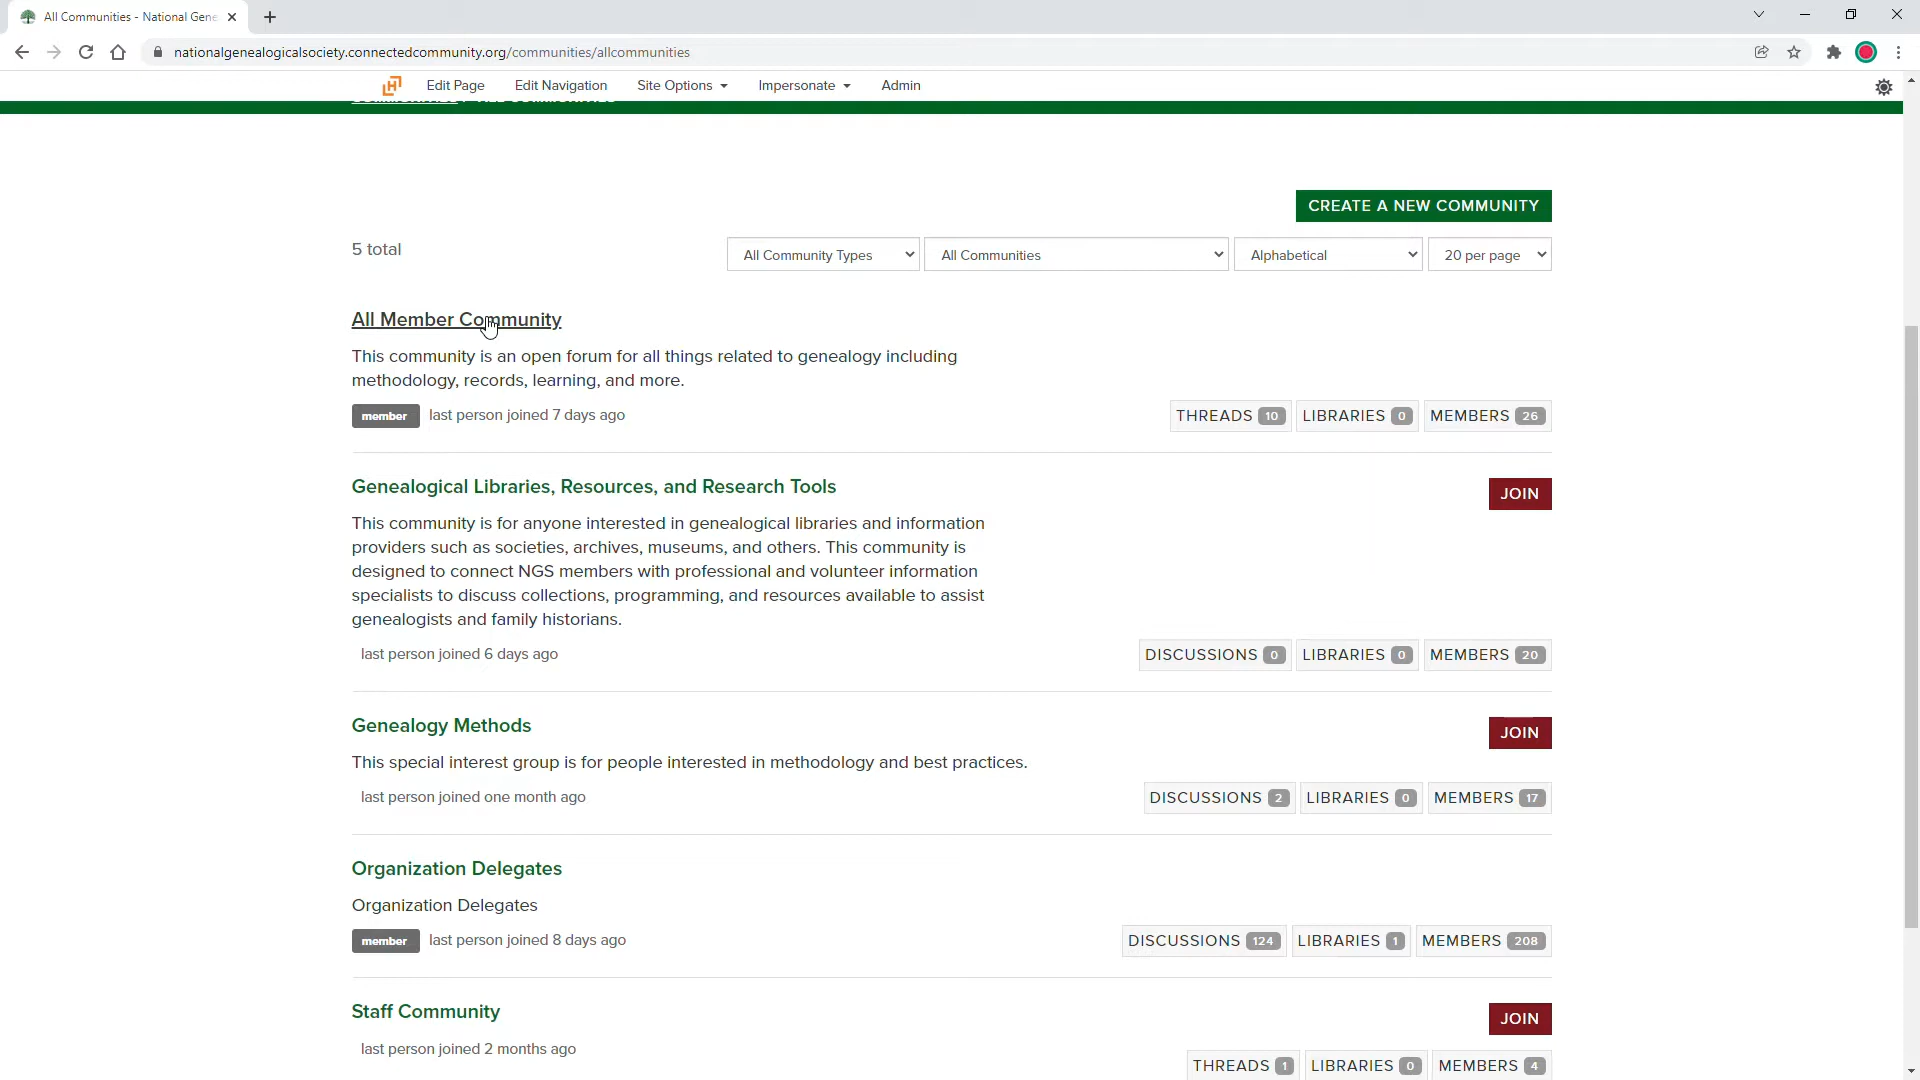 All Communities - National Gene
nationalgenealogicalsociety.connectedcommunity.org/communities/allcommunities
Edit Page Edit Navigation Site Options Impersonate Admin
5 total
CREATE A NEW COMMUNITY
All Community Types All Communities Alphabetical 20 per page
All Member Community
This community is an open forum for all things related to genealogy including
methodology, records, learning, and more.
member last person joined 7 days ago THREADS 10 LIBRARIES 0 MEMBERS 26
Genealogical Libraries, Resources, and Research Tools JOIN
This community is for anyone interested in genealogical libraries and information
providers such as societies, archives, museums, and others. This community is
designed to connect NGS members with professional and volunteer information
specialists to discuss collections, programming, and resources available to assist
genealogists and family historians.
last person joined 6 days ago DISCUSSIONS 0 LIBRARIES 0 MEMBERS 20
Genealogy Methods JOIN
This special interest group is for people interested in methodology and best practices.
last person joined one month ago DISCUSSIONS 2 LIBRARIES 0 MEMBERS 17
Organization Delegates
Organization Delegates
member last person joined 8 days ago DISCUSSIONS 124 LIBRARIES 1 MEMBERS 208
Staff Community JOIN
last person joined 2 months ago
THREADS 1 LIBRARIES 0 MEMBERS 4